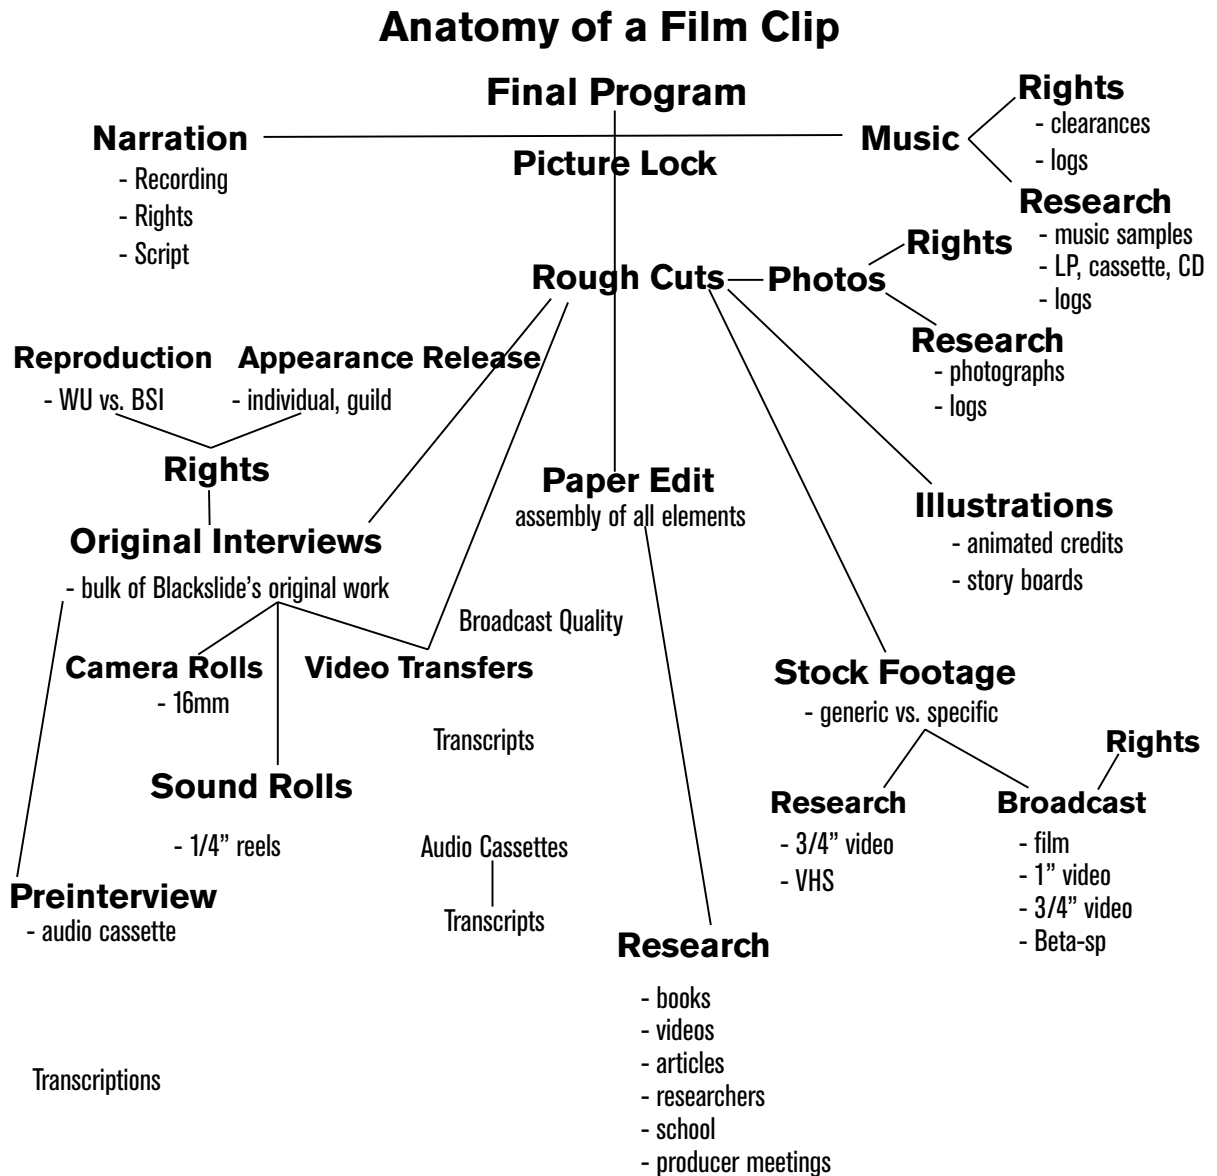 Anatomy of a Film Clip
Final Program
Narration
- Recording
- Rights
- Script
Picture Lock
Music
Rights
- clearances
- logs
Research
- music samples
- LP, cassette, CD
- logs
Rough Cuts
Photos
Rights
Research
- photographs
- logs
Reproduction
- WU vs. BSI
Appearance Release
- individual, guild
Rights
Original Interviews
- bulk of Blackslide’s original work
Paper Edit
assembly of all elements
Illustrations
- animated credits
- story boards
Broadcast Quality
Camera Rolls
- 16mm
Video Transfers
Transcripts
Stock Footage
- generic vs. specific
Rights
Sound Rolls
- 1/4” reels
Audio Cassettes
Transcripts
Research
- 3/4” video
- VHS
Broadcast
- film
- 1” video
- 3/4” video
- Beta-sp
Preinterview
- audio cassette
Transcriptions
Research
- books
- videos
- articles
- researchers
- school
- producer meetings